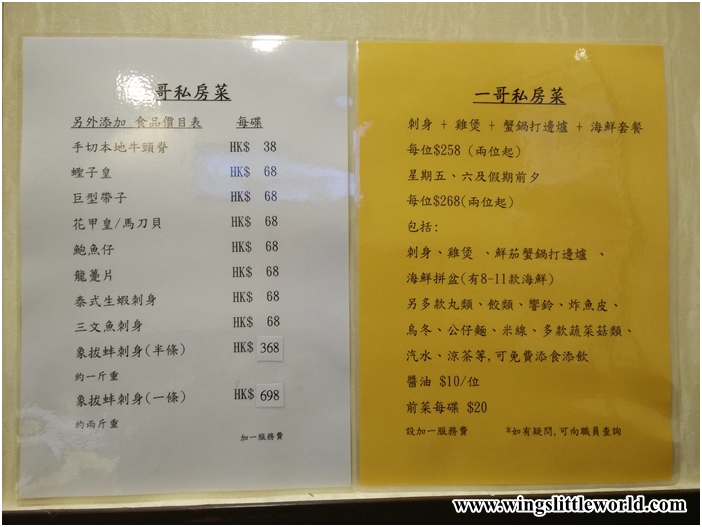 哥私房菜
另外添加 食品價目表 每碟
手切本地牛頸脊 HK$ 38
蟶子皇 HK$ 68
巨型帶子 HK$ 68
花甲皇/馬刀貝 HK$ 68
鮑魚仔 HK$ 68
龍躉片 HK$ 68
泰式生蝦刺身 HK$ 68
三文魚刺身 HK$ 68
象拔蚌刺身(半條) HK$ 368
約一斤重
象拔蚌刺身(一條) HK$ 698
約兩斤重
加一服務費
一哥私房菜
刺身 + 雞煲 + 蟹鍋打邊爐 + 海鮮套餐
每位$258 (兩位起)
星期五、六及假期前夕
每位$268(兩位起)
包括:
刺身、雞煲 、鮮茄蟹鍋打邊爐 、
海鮮拼盆(有8-11款海鮮)
另多款丸類、餃類、響鈴、炸魚皮、
烏冬、公仔麵、米線、多款蔬菜菇類、
汽水、涼茶等,可免費添食添飲
醬油 $10/位
前菜每碟 $20
設加一服務費 *如有疑問,可向職員查詢
www.wingslittleworld.com